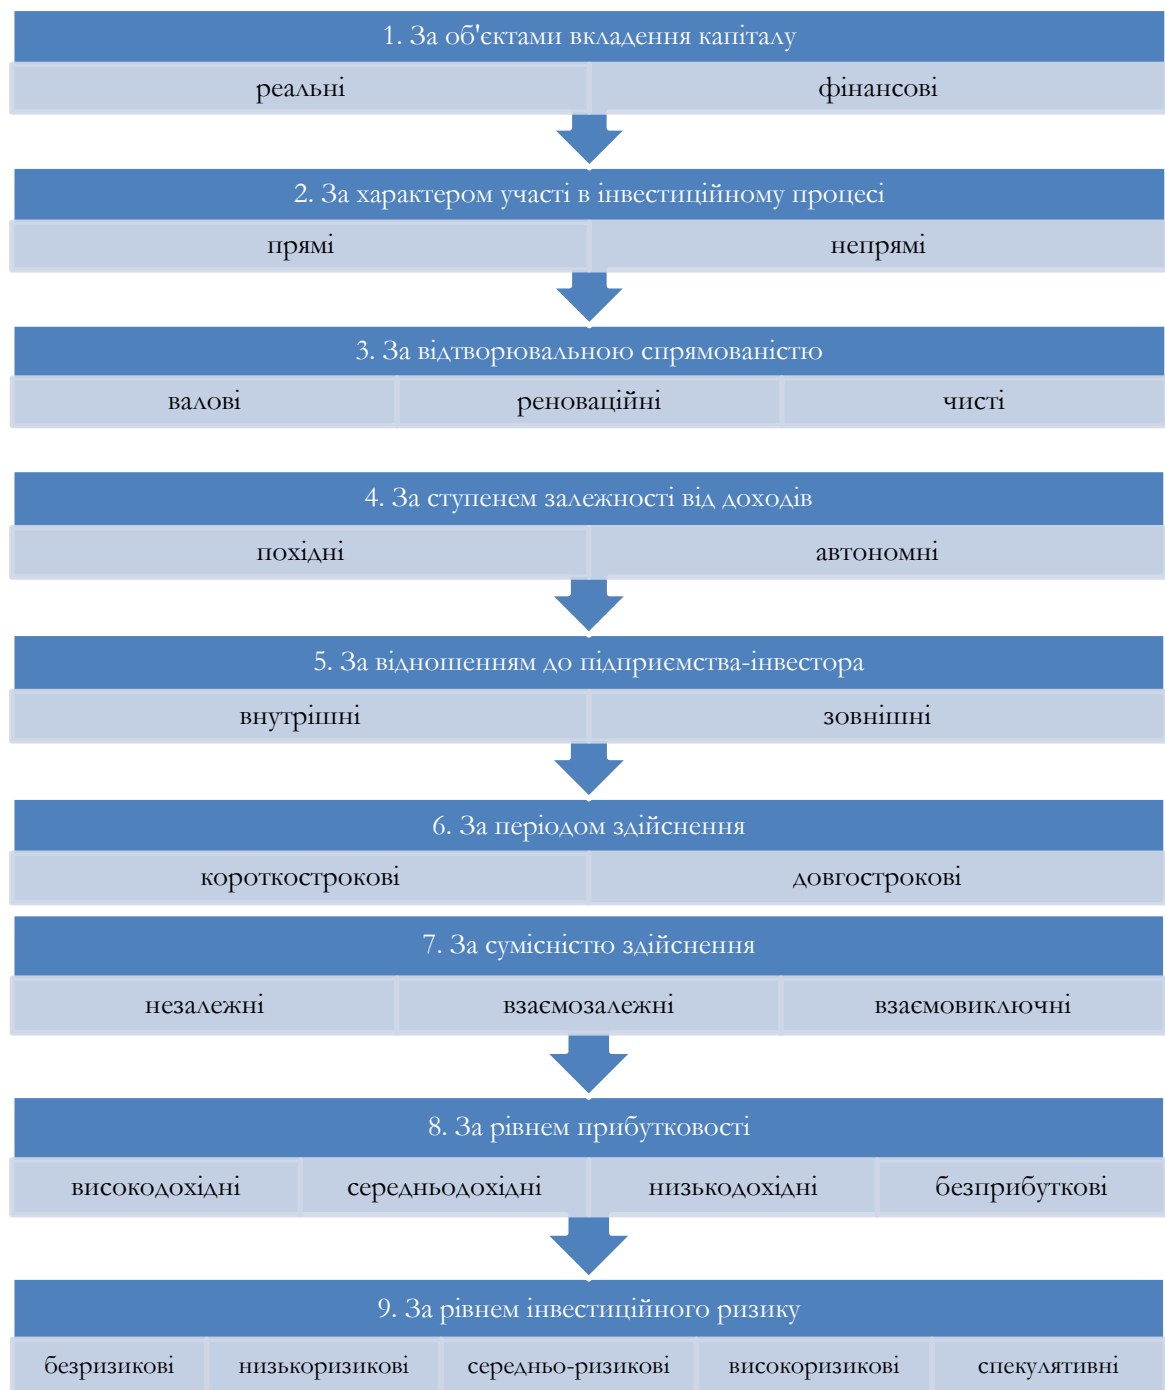 1. За об'єктами вкладення капіталу
реальні фінансові
2. За характером участі в інвестиційному процесі
прямі непрямі
3. За відтворювальною спрямованістю
валові реноваційні чисті
4. За ступенем залежності від доходів
похідні автономні
5. За відношенням до підприємства-інвестора
внутрішні зовнішні
6. За періодом здійснення
короткострокові довгострокові
7. За сумісністю здійснення
незалежні взаємозалежні взаємовиключні
8. За рівнем прибутковості
високодохідні середньодохідні низькодохідні безприбуткові
9. За рівнем інвестиційного ризику
безризикові низькоризикові середньо-ризикові високоризикові спекулятивні